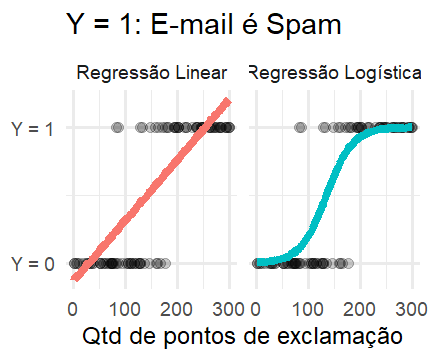 Y = 1: E-mail é Spam
Regressão Linear
Regressão Logística
Y = 1
Y = 0
0 100 200 300
0 100 200 300
Qtd de pontos de exclamação